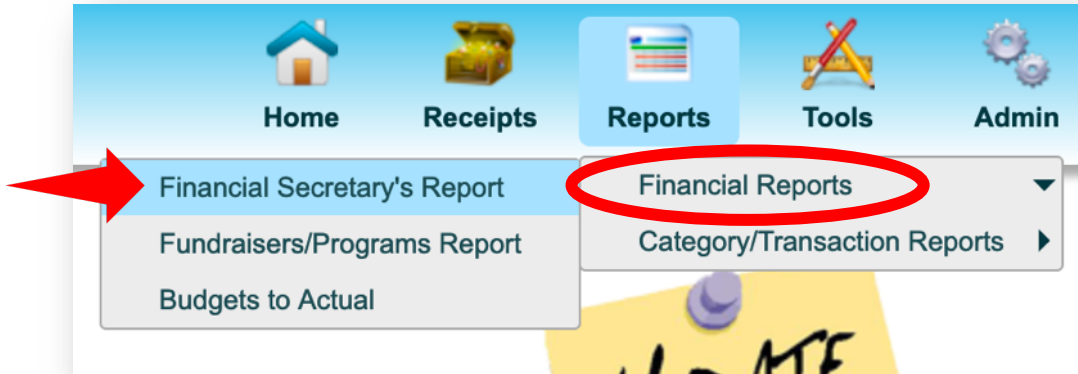 Home Receipts Reports Tools Admin
Financial Secretary's Report
Fundraisers/Programs Report
Budgets to Actual
Financial Reports
Category/Transaction Reports